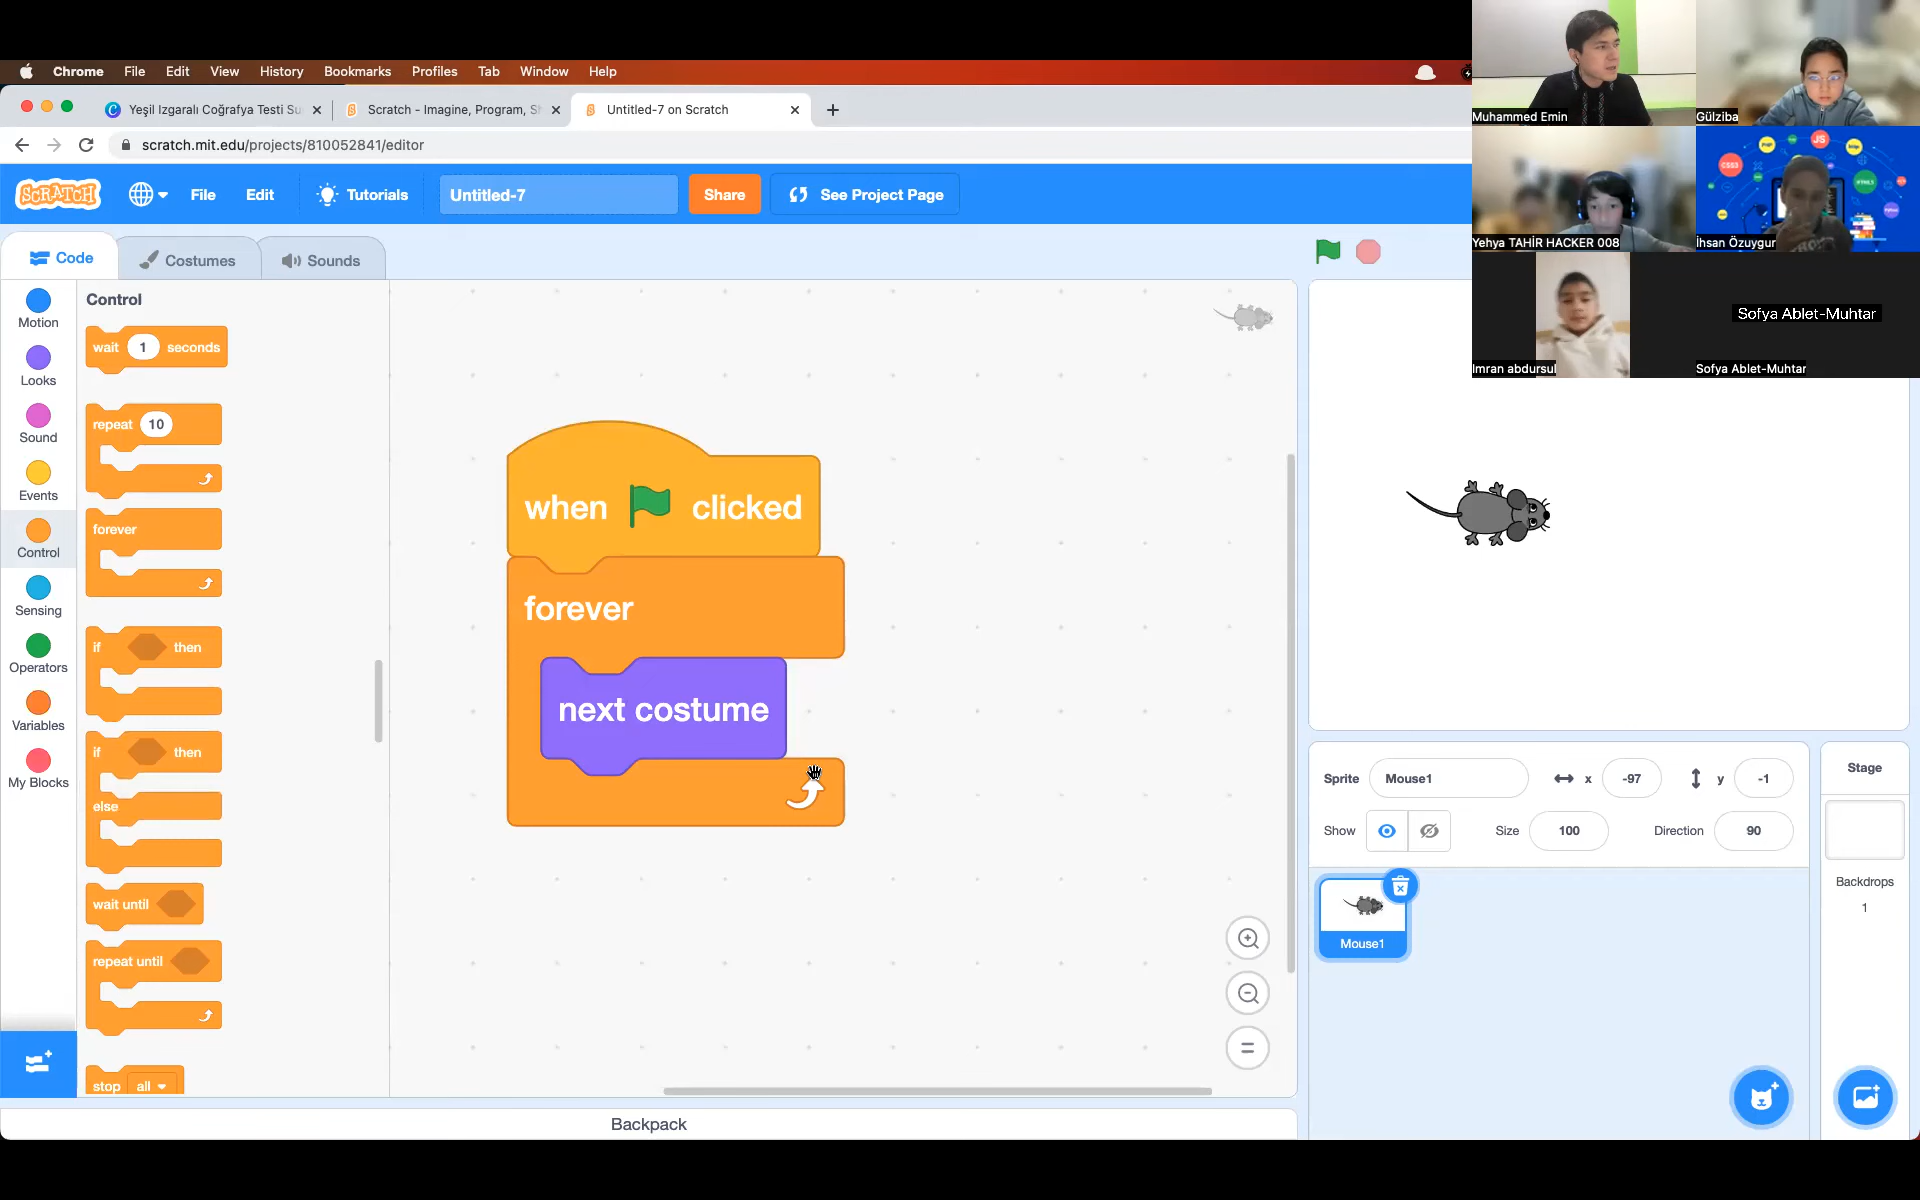 Chrome File Edit View History Bookmarks Profiles Tab Window Help
Yeşil Izgaralı Coğrafya Testi Su
Scratch - Imagine, Program, Sh
Untitled-7 on Scratch
scratch.mit.edu/projects/810052841/editor
SCRATCH File Edit Tutorials Untitled-7 Share See Project Page
Code Costumes Sounds
Motion
Looks
Sound
Events
Control
Sensing
Operators
Variables
My Blocks
Control
wait 1 seconds
repeat 10
forever
if then
if then
else
wait until
repeat until
stop all
when clicked
forever
next costume
Backpack
Muhammed Emin
Gülziba
Yehya TAHİR HACKER 008
İhsan Özuygur
Imran abdursul
Sofya Ablet-Muhtar
Sofya Ablet-Muhtar
Sprite Mouse1 x -97 y -1
Show Size 100 Direction 90
Mouse1
Stage
Backdrops
1